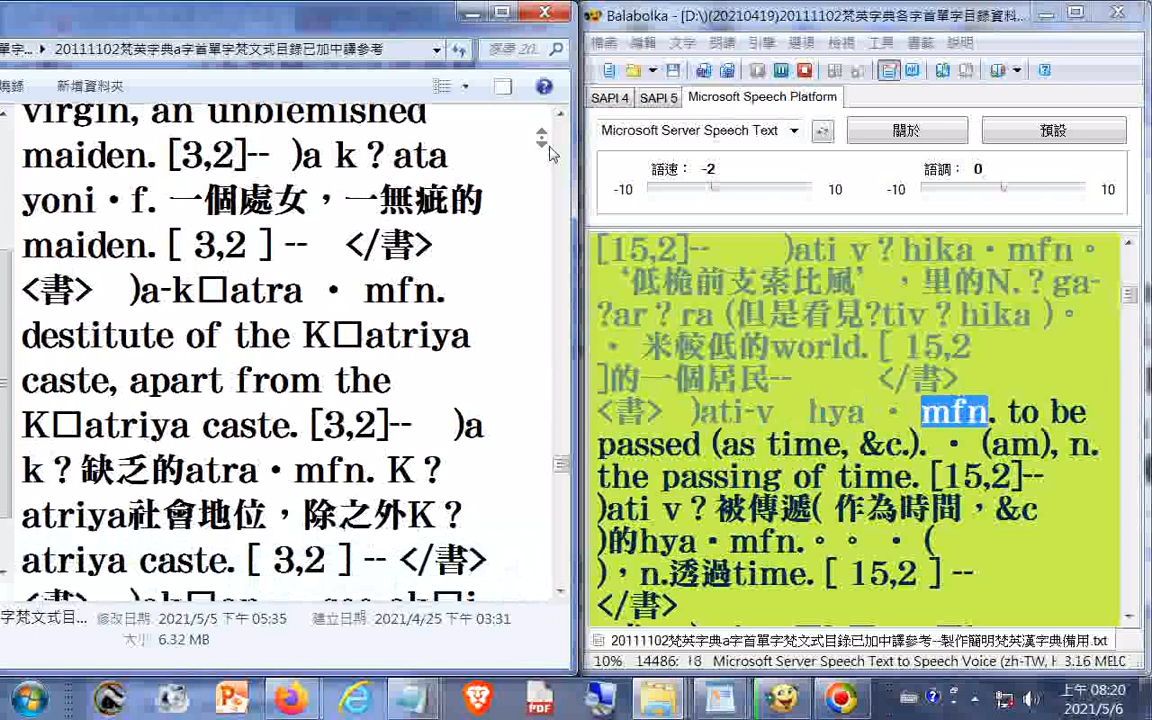 單字... ▸ 20111102梵英字典a字首單字梵文式目錄已加中譯參考
燒錄 新增資料夾
virgin, an unblemished
maiden. [3,2]-- )a k？ata
yoni‧f. 一個處女，一無疵的
maiden. [ 3,2 ] -- </書>
<書> )a-k□atra ‧ mfn.
destitute of the K□atriya
caste, apart from the
K□atriya caste. [3,2]-- )a
k？缺乏的atra‧mfn. K？
atriya社會地位，除之外K？
atriya caste. [ 3,2 ] -- </書>
字梵文式目... 修改日期: 2021/5/5 下午 05:35 建立日期: 2021/4/25 下午 03:31
大小: 6.32 MB
Balabolka - [D:\)(20210419)20111102梵英字典各字首單字目錄資料...
檔案 編輯 文字 朗讀 引擎 選項 檢視 工具 書籤 說明
SAPI 4 SAPI 5 Microsoft Speech Platform
Microsoft Server Speech Text 關於 預設
語速： -2 語調： 0
-10 10 -10 10
[15,2]-- )ati v？hika‧mfn。
‘低桅前支索比風’，里的N.？ga-
?ar？ra (但是看見?tiv？hika )。
‧ 米較低的world. [ 15,2
]的一個居民-- </書>
<書> )ati-v hya ‧ mfn. to be
passed (as time, &c.). ‧ (am), n.
the passing of time. [15,2]--
)ati v？被傳遞( 作為時間，&c
)的hya‧mfn.。。 ‧ (
)，n.透過time. [ 15,2 ] --
</書>
20111102梵英字典a字首單字梵文式目錄已加中譯參考--製作簡明梵英漢字典備用.txt
10% 14486: Microsoft Server Speech Text to Speech Voice (zh-TW, 3.16 MELC
上午 08:20
2021/5/6